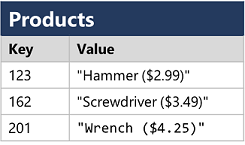 Products
Key Value
123 "Hammer ($2.99)"
162 "Screwdriver ($3.49)"
201 "Wrench ($4.25)"